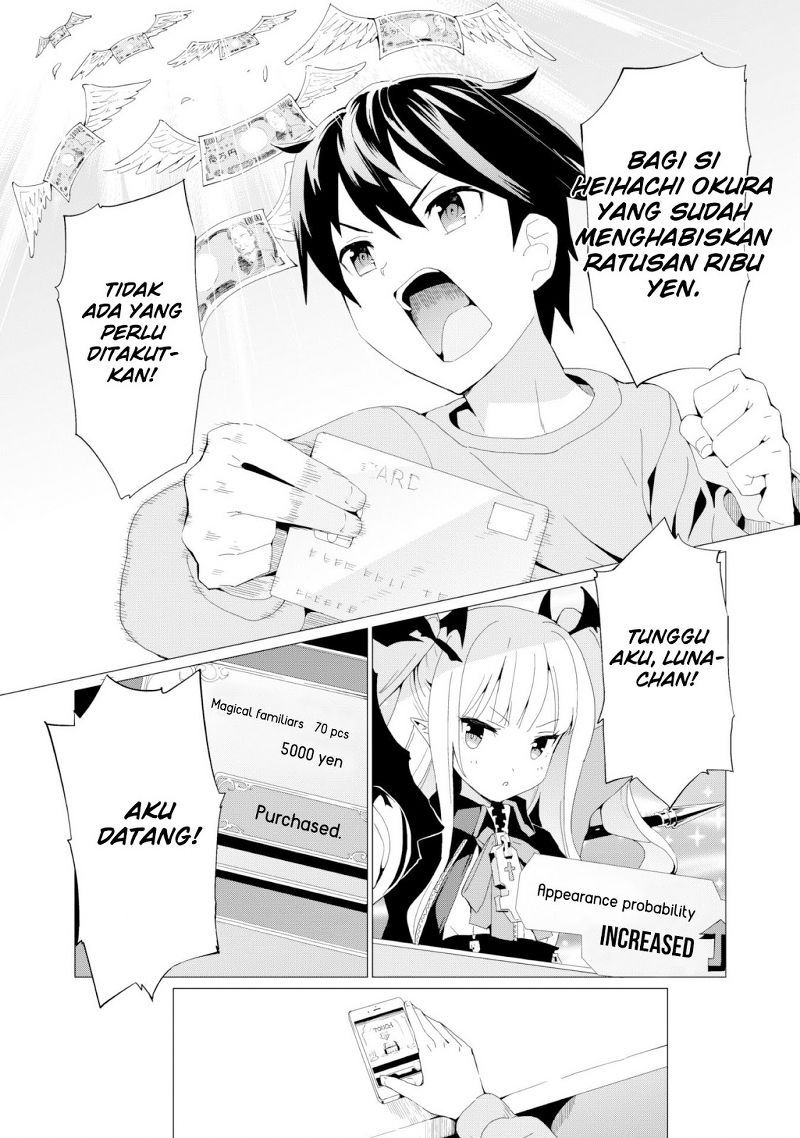 BAGI SI
HEIHACHI OKURA
YANG SUDAH
MENGHABISKAN
RATUSAN RIBU
YEN.
TIDAK
ADA YANG
PERLU
DITAKUT-
KAN!
CARD
TUNGGU
AKU, LUNA-
CHAN!
Appearance probability
INCREASED
Magical familiars 70 pcs
5000 yen
Purchased.
AKU
DATANG!
TOUCH